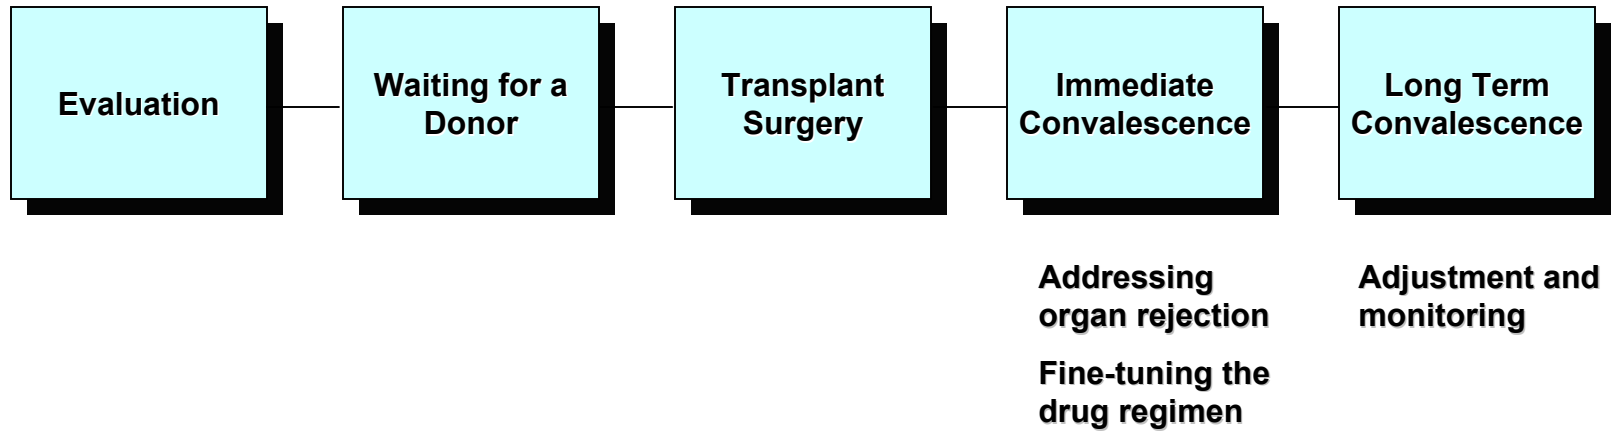 Evaluation
Waiting for a
Donor
Transplant
Surgery
Immediate
Convalescence
Long Term
Convalescence
Addressing
organ rejection
Fine-tuning the
drug regimen
Adjustment and
monitoring